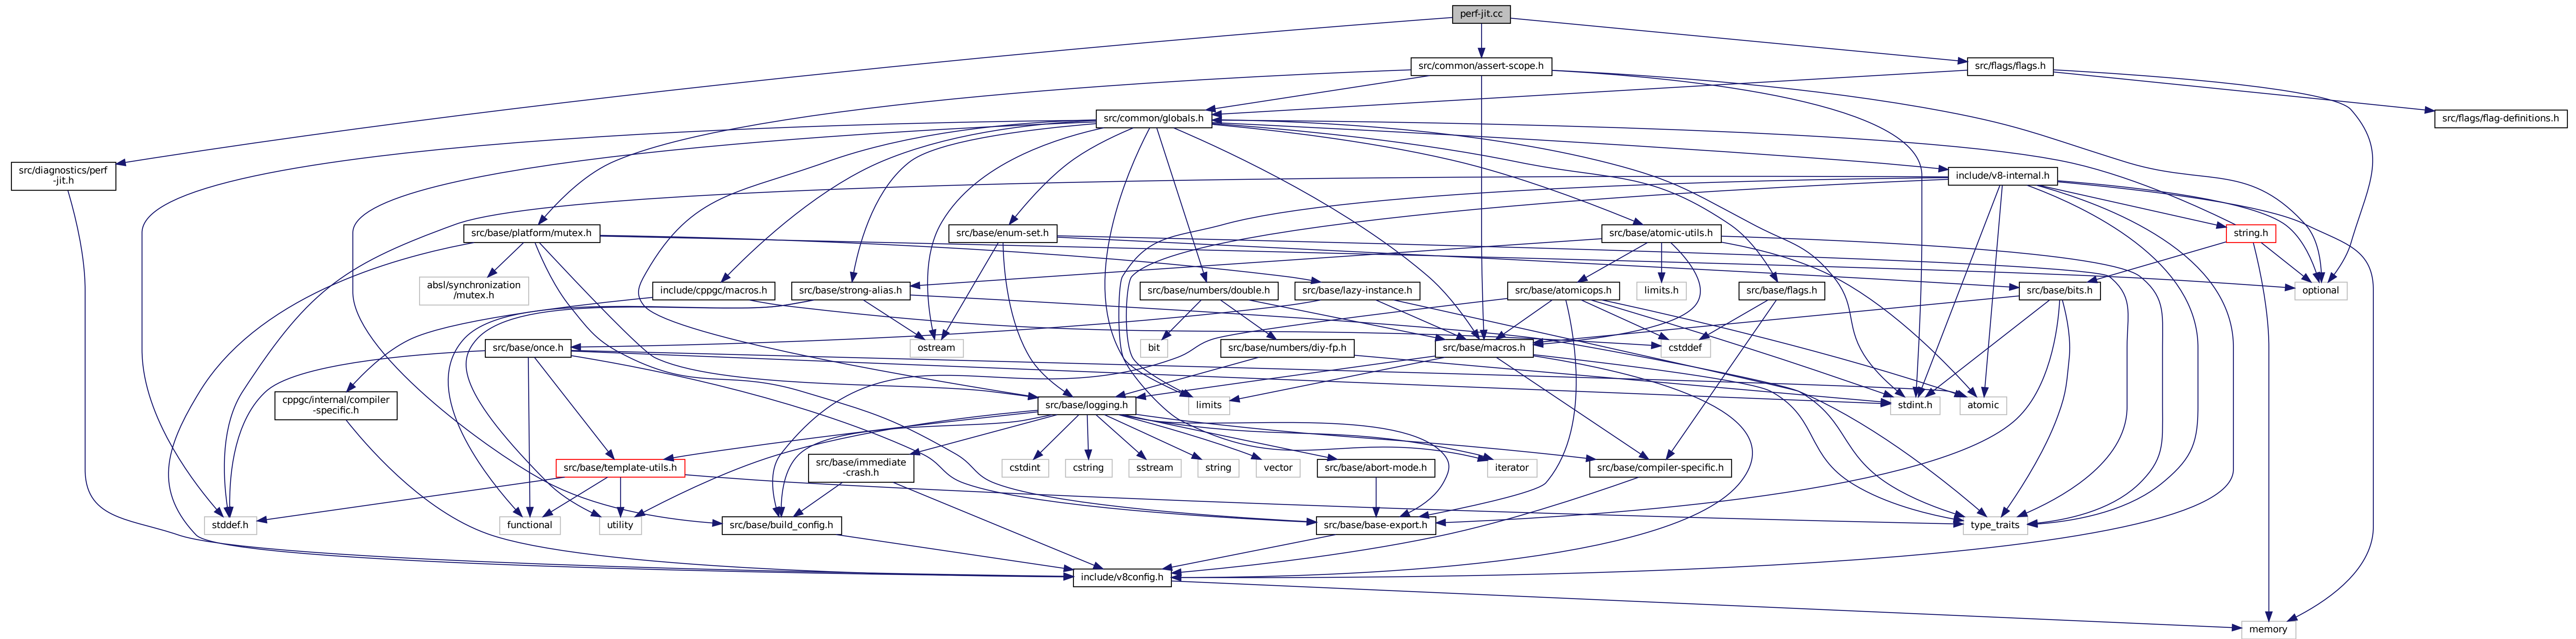 perf-jit.cc
src/common/assert-scope.h
src/flags/flags.h
src/common/globals.h
src/flags/flag-definitions.h
src/diagnostics/perf
-jit.h
include/v8-internal.h
src/base/platform/mutex.h
src/base/enum-set.h
src/base/atomic-utils.h
string.h
absl/synchronization
/mutex.h
include/cppgc/macros.h
src/base/strong-alias.h
src/base/numbers/double.h
src/base/lazy-instance.h
src/base/atomicops.h
limits.h
src/base/flags.h
src/base/bits.h
optional
src/base/once.h
ostream
bit
src/base/numbers/diy-fp.h
src/base/macros.h
cstddef
cppgc/internal/compiler
-specific.h
src/base/logging.h
limits
stdint.h
atomic
src/base/template-utils.h
src/base/immediate
-crash.h
cstdint
cstring
sstream
string
vector
src/base/abort-mode.h
iterator
src/base/compiler-specific.h
stddef.h
functional
utility
src/base/build_config.h
src/base/base-export.h
type_traits
include/v8config.h
memory